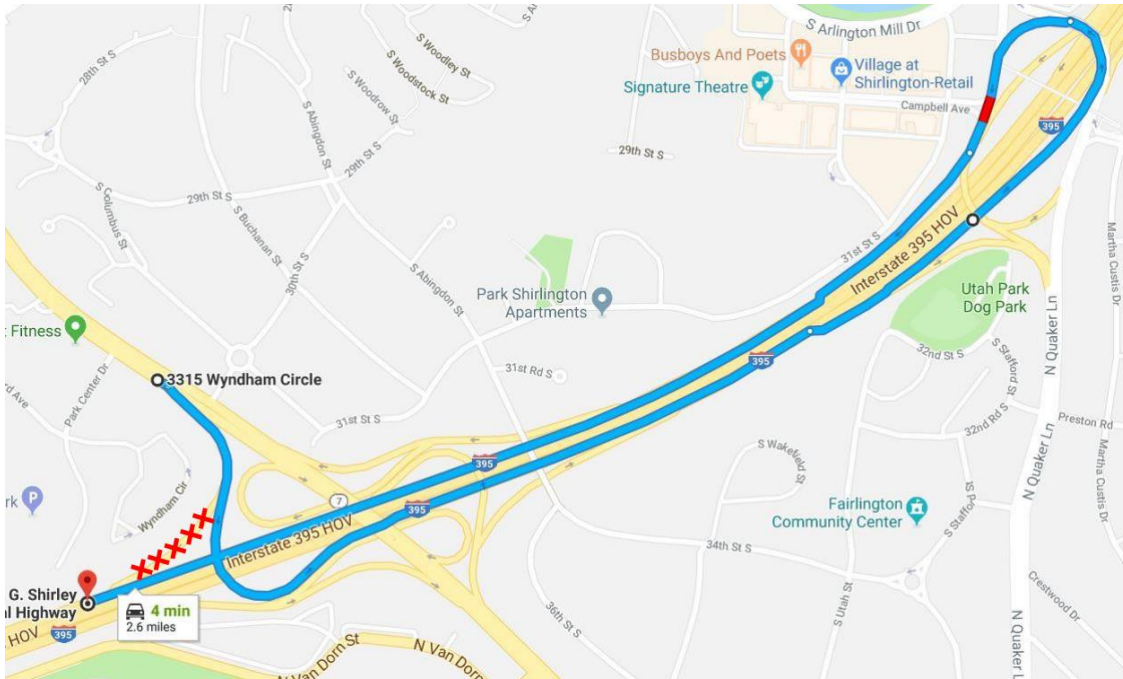 S Arlington Mill Dr
Busboys And Poets
Village at
Shirlington-Retail
Signature Theatre
Campbell Ave
395
S Woodley St
S Woodstock St
S Woodrow St
28th St S
S Abingdon St
29th St S
29th St S
S Columbus St
S Buchanan St
30th St S
S Abingdon St
31st St S
Interstate 395 HOV
Martha Custis Dr
Utah Park
Dog Park
N Quaker Ln
Park Shirlington
Apartments
Fitness
3315 Wyndham Circle
Park Center Dr
31st Rd S
395
32nd St S
S Stafford St
32nd Rd S
Preston Rd
N Quaker Ln
Martha Custis Dr
31st St S
S Wakefield St
395
7
395
Wyndham Cir
P
Interstate 395 HOV
Fairlington
Community Center
34th St S
S Utah St
36th St S
Crestwood Dr
N Quaker Ln
G. Shirley
al Highway
4 min
2.6 miles
HOV
395
N Van Dorn St
N Van Dorn